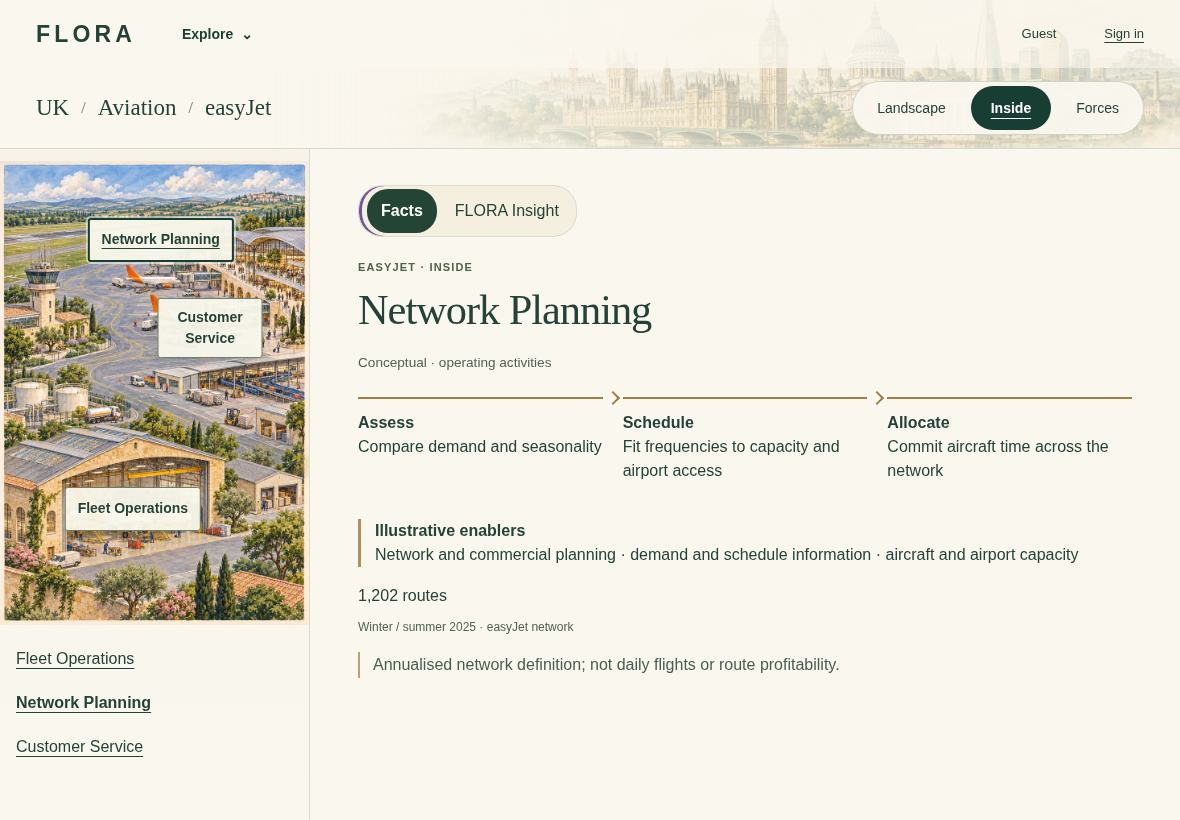 FLORA
Explore
Guest
Sign in
UK / Aviation / easyJet
Landscape
Inside
Forces
Network Planning
Customer
Service
Fleet Operations
Fleet Operations
Network Planning
Customer Service
Facts
FLORA Insight
EASYJET · INSIDE
Network Planning
Conceptual · operating activities
Assess
Compare demand and seasonality
Schedule
Fit frequencies to capacity and
airport access
Allocate
Commit aircraft time across the
network
Illustrative enablers
Network and commercial planning · demand and schedule information · aircraft and airport capacity
1,202 routes
Winter / summer 2025 · easyJet network
Annualised network definition; not daily flights or route profitability.